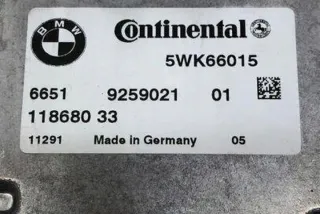 BMW Continental
5WK66015
6651 9259021 01
118680 33
11291 Made in Germany 05